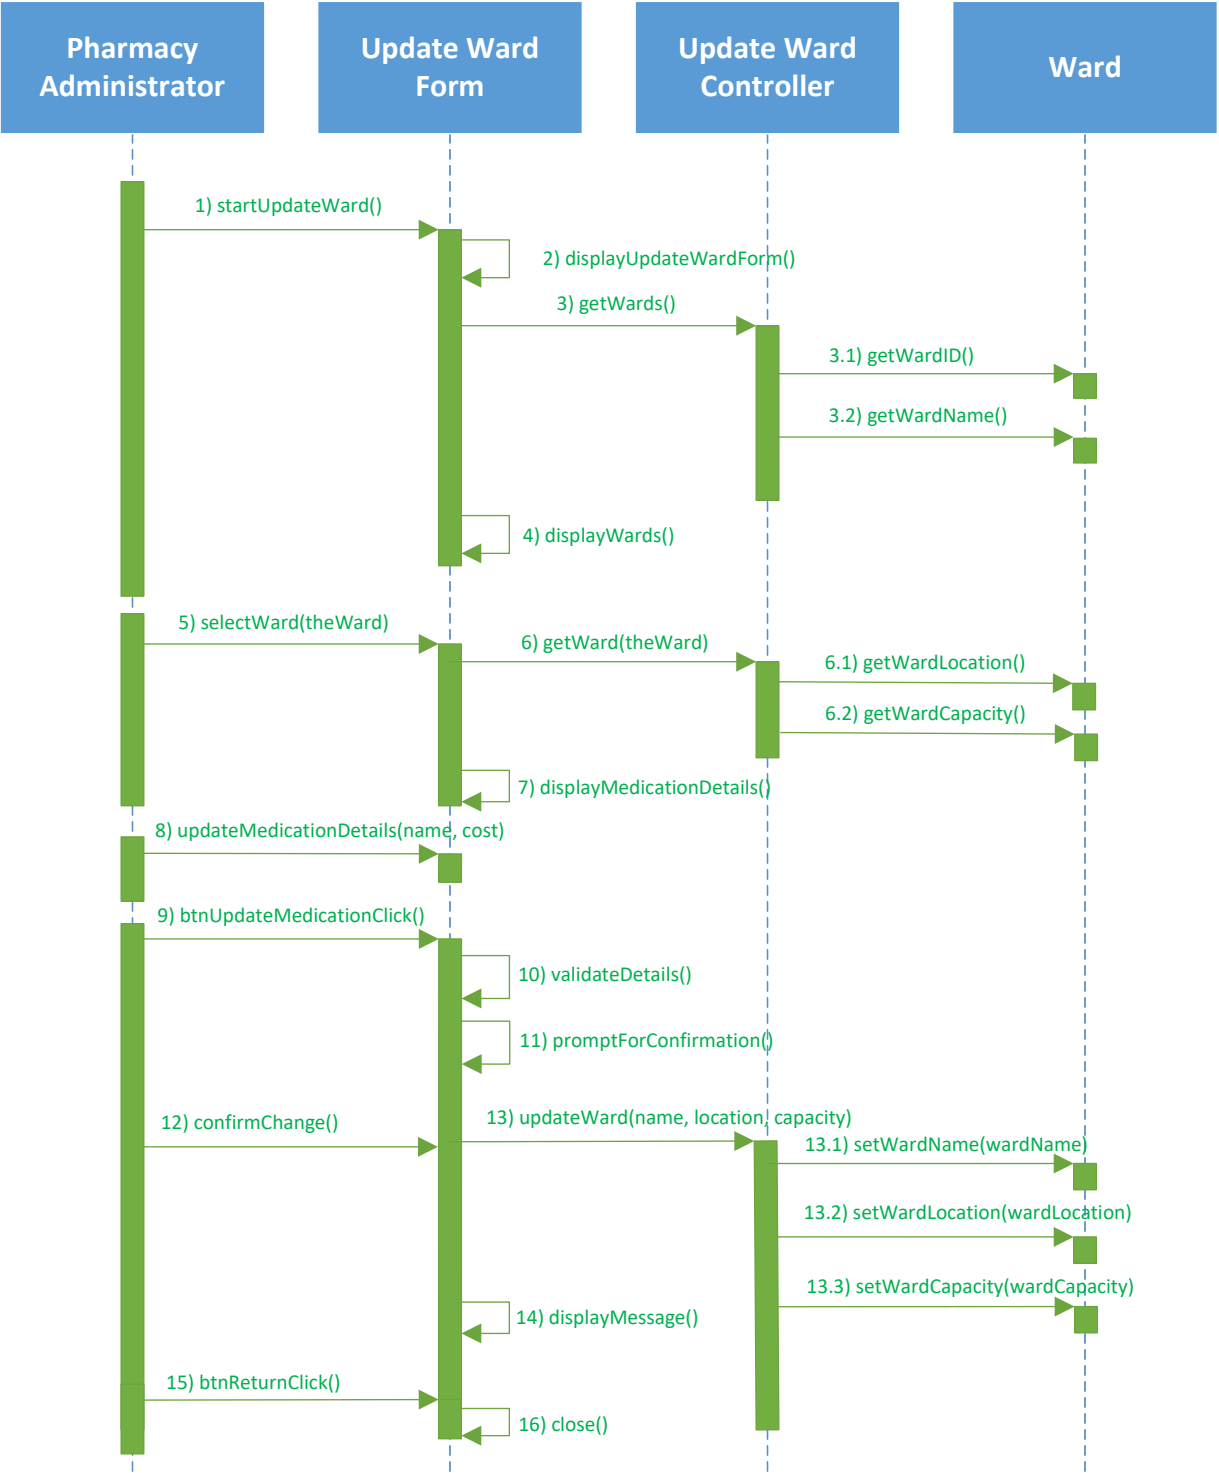 Pharmacy
Administrator
Update Ward
Form
Update Ward
Controller
Ward
1) startUpdateWard()
2) displayUpdateWardForm()
3) getWards()
3.1) getWardID()
3.2) getWardName()
4) displayWards()
5) selectWard(theWard)
6) getWard(theWard)
6.1) getWardLocation()
6.2) getWardCapacity()
7) displayMedicationDetails()
8) updateMedicationDetails(name, cost)
9) btnUpdateMedicationClick()
10) validateDetails()
11) promptForConfirmation()
12) confirmChange()
13) updateWard(name, location, capacity)
13.1) setWardName(wardName)
13.2) setWardLocation(wardLocation)
13.3) setWardCapacity(wardCapacity)
14) displayMessage()
15) btnReturnClick()
16) close()